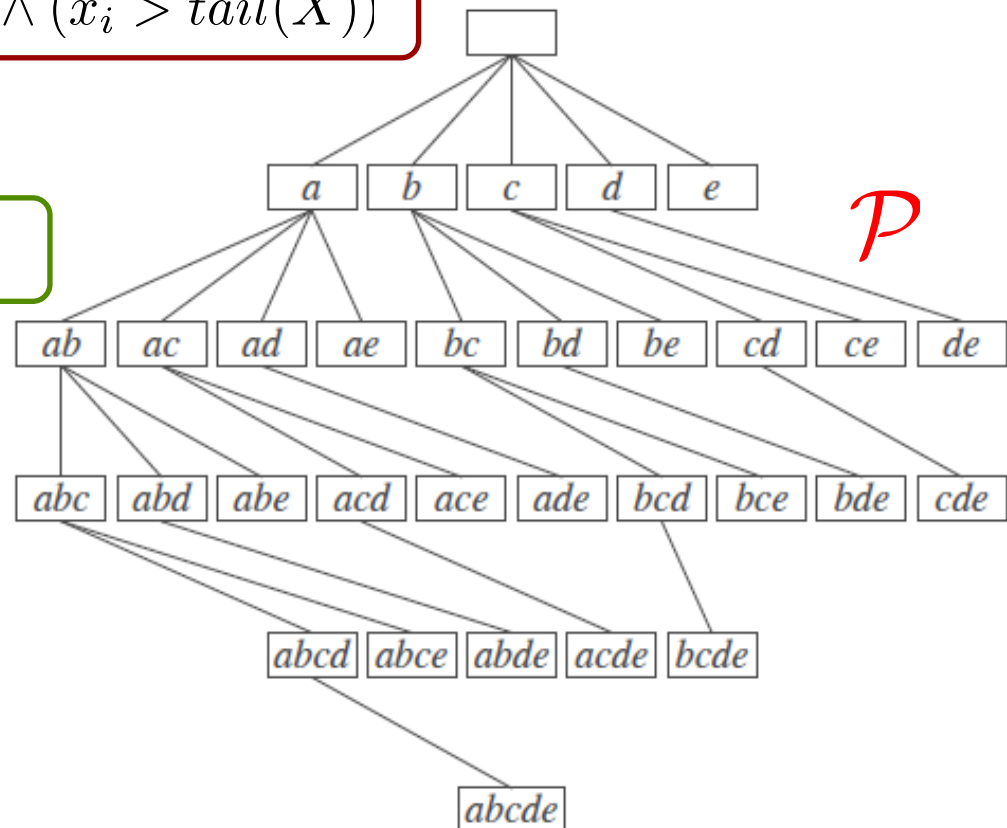 ∧ (x_i > tail(X))
a b c d e
𝒫
ab ac ad ae bc bd be cd ce de
abc abd abe acd ace ade bcd bce bde cde
abcd abce abde acde bcde
abcde